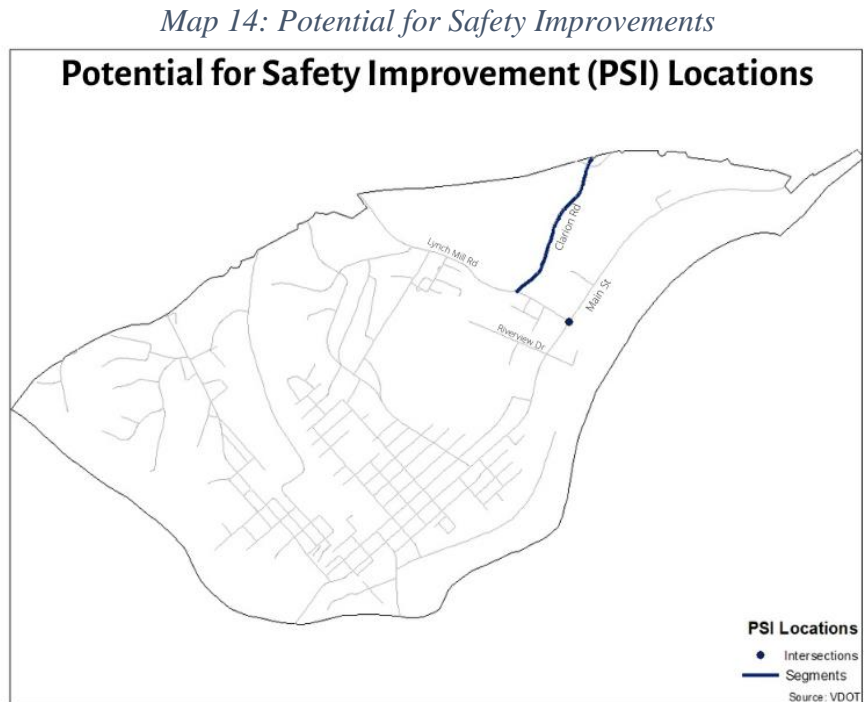 Map 14: Potential for Safety Improvements
Potential for Safety Improvement (PSI) Locations
Clarion Rd
Lynch Mill Rd
Main St
Riverview Dr
PSI Locations
Intersections
Segments
Source: VDOT